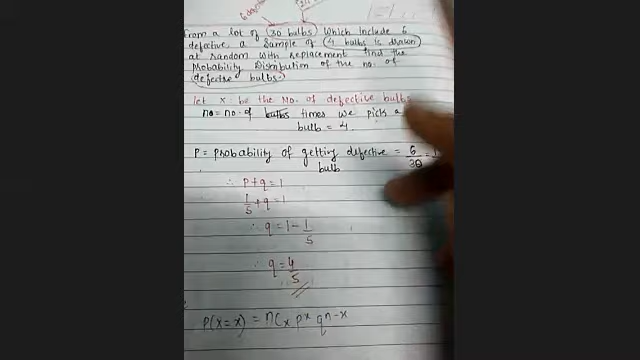 From a lot of (30 bulbs) which include 6
defective a Sample of 4 bulbs is drawn
at random with replacement find the
Probability Distribution of the no. of
defective bulbs.
let x be the No. of defective bulbs
n = no. of times we pick a
bulb = 4.
P = probability of getting defective = 6/30 =
bulb
∴ p+q=1
1/5 + q = 1
∴ q = 1 - 1/5
∴ q = 4/5
P(X=x) = nCx p^x q^n-x